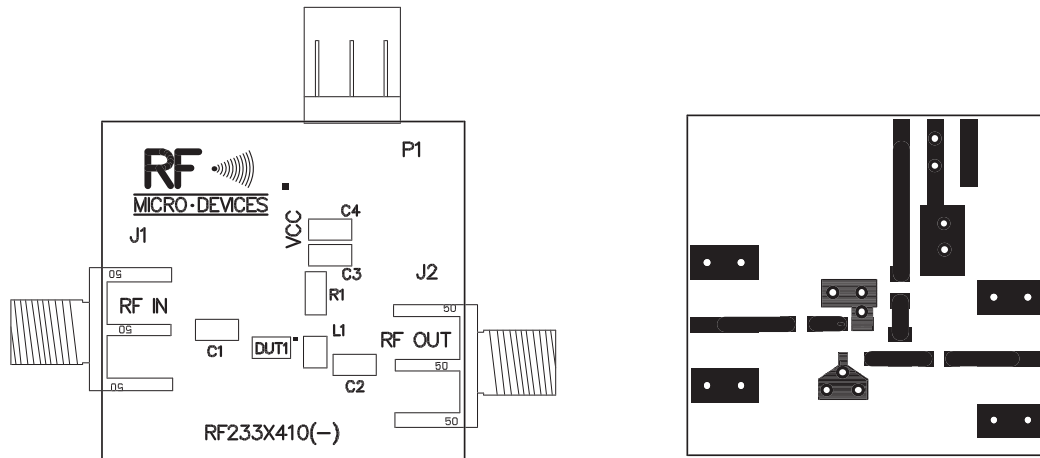 P1
RF
MICRO·DEVICES
J1
VCC
C4
C3
J2
50
R1
50
RF IN
50
L1
RF OUT
C1
DUT1
50
C2
50
50
RF233X410(-)